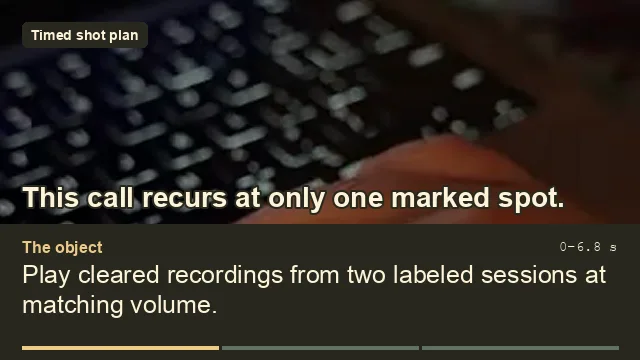 Timed shot plan
This call recurs at only one marked spot.
The object
0–6.8 s
Play cleared recordings from two labeled sessions at
matching volume.